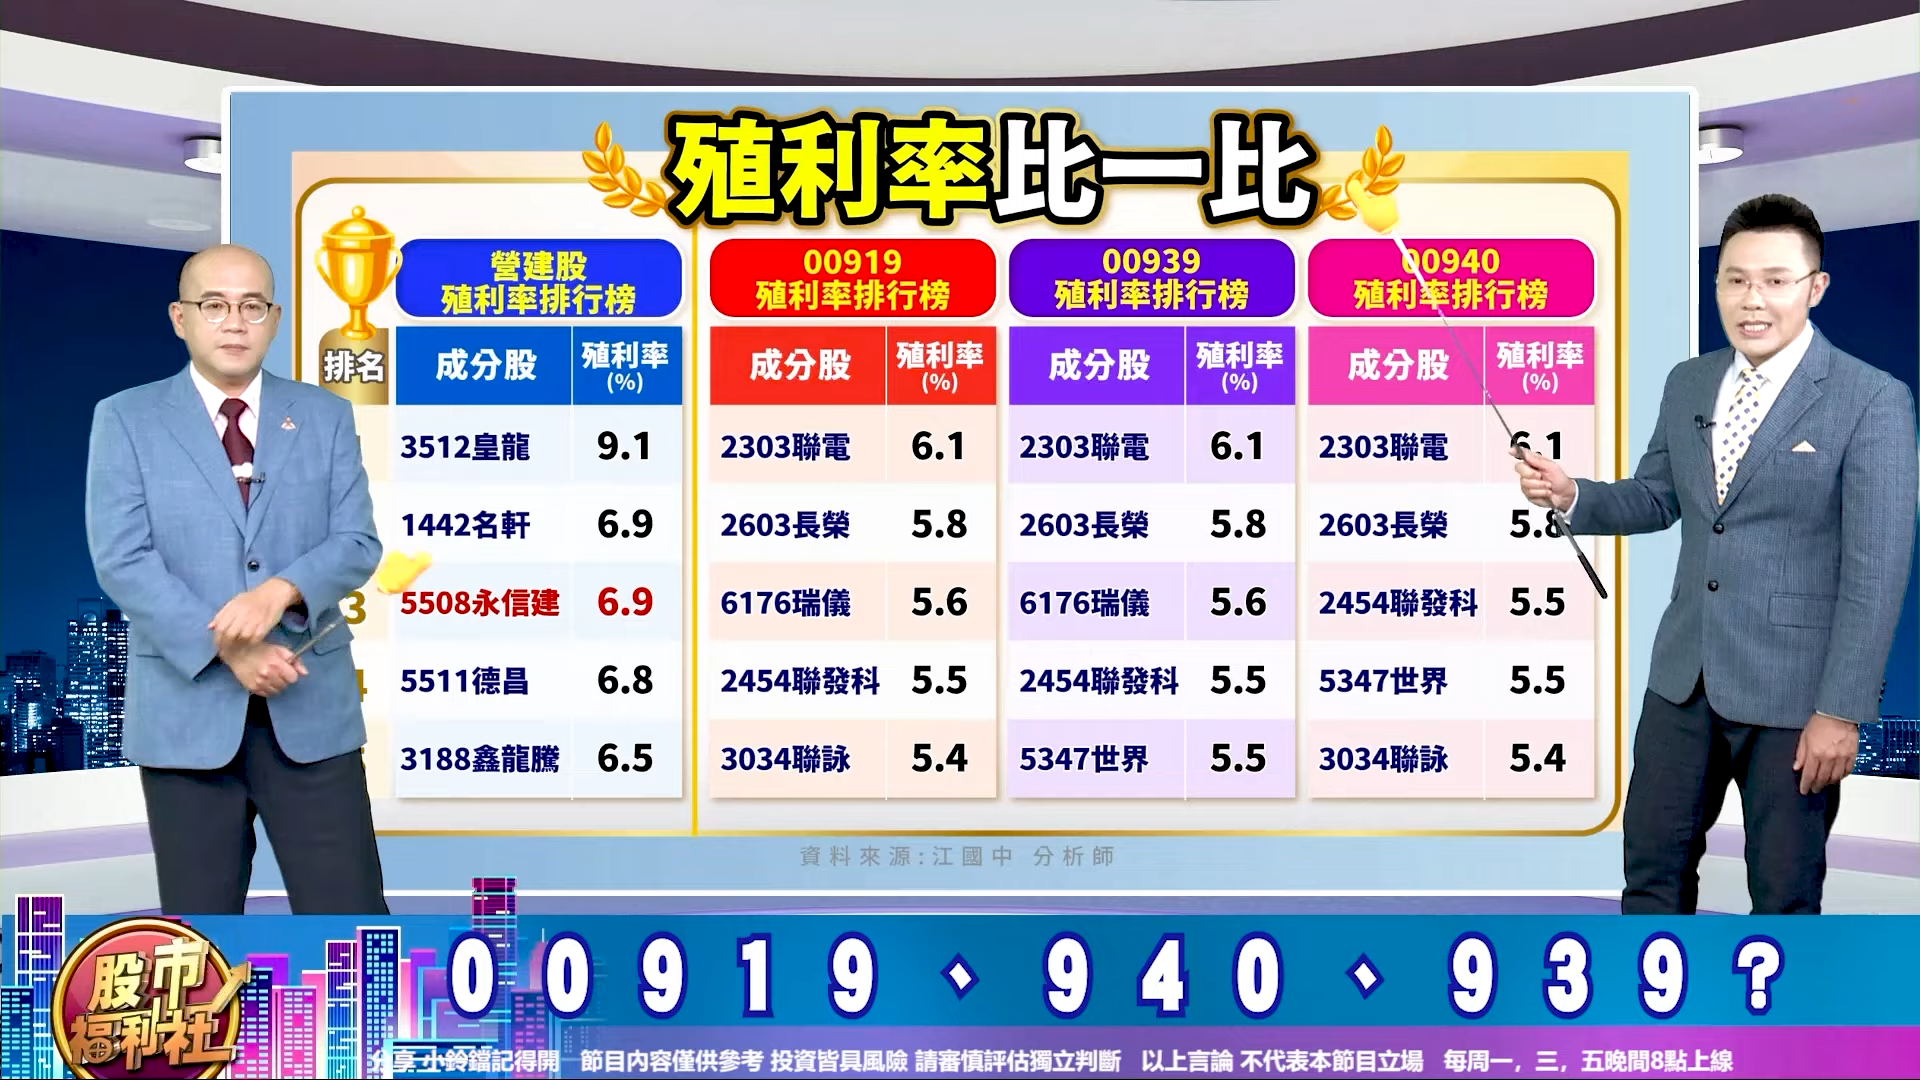 殖利率比一比
營建股
殖利率排行榜
00919
殖利率排行榜
00939
殖利率排行榜
00940
殖利率排行榜
排名 成分股 殖利率 成分股 殖利率 成分股 殖利率 成分股 殖利率
(%) (%) (%) (%)
3512皇龍 9.1 2303聯電 6.1 2303聯電 6.1 2303聯電 6.1
1442名軒 6.9 2603長榮 5.8 2603長榮 5.8 2603長榮 5.8
3 5508永信建 6.9 6176瑞儀 5.6 6176瑞儀 5.6 2454聯發科 5.5
4 5511德昌 6.8 2454聯發科 5.5 2454聯發科 5.5 5347世界 5.5
3188鑫龍騰 6.5 3034聯詠 5.4 5347世界 5.5 3034聯詠 5.4
資料來源:江國中 分析師
股市
福利社
00919、940、939?
分享 小鈴鐺記得開 節目內容僅供參考 投資皆具風險 請審慎評估獨立判斷 以上言論 不代表本節目立場 每周一，三，五晚間8點上線